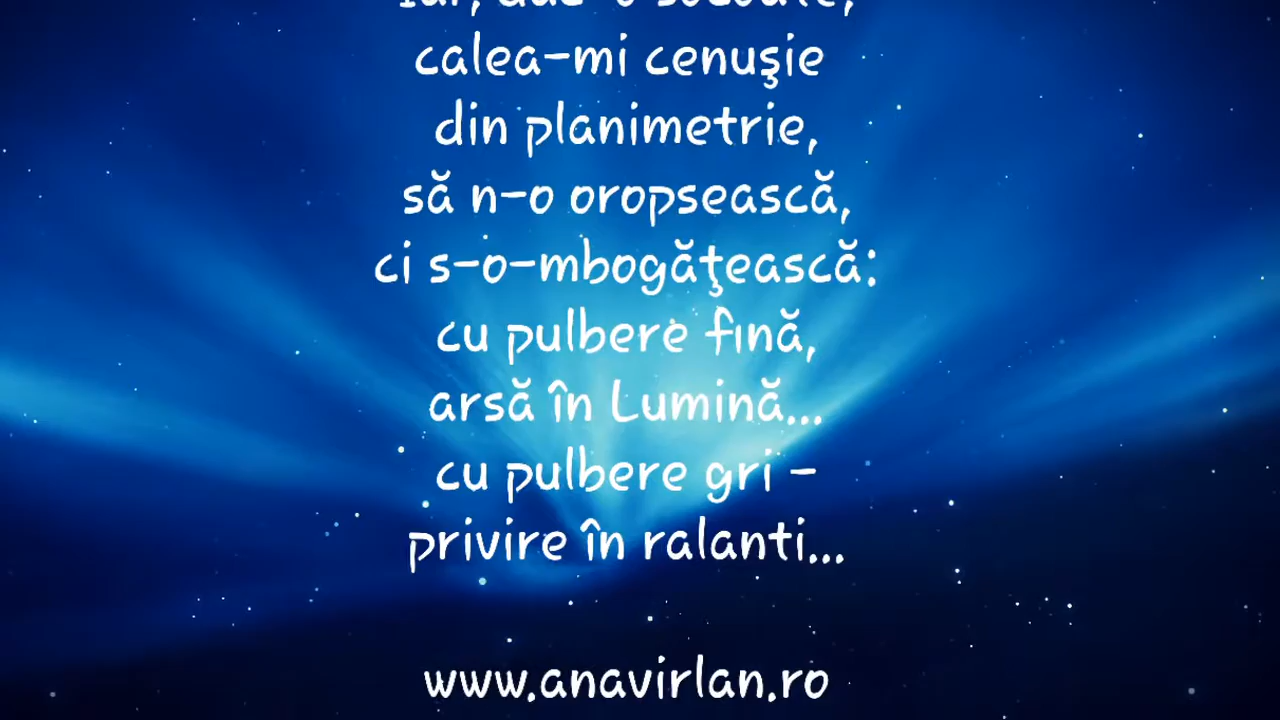 calea-mi cenuşie
din planimetrie,
să n-o oropsească,
ci s-o-mbogăţească:
cu pulbere fină,
arsă în Lumină...
cu pulbere gri -
privire în ralanti...
www.anavirlan.ro